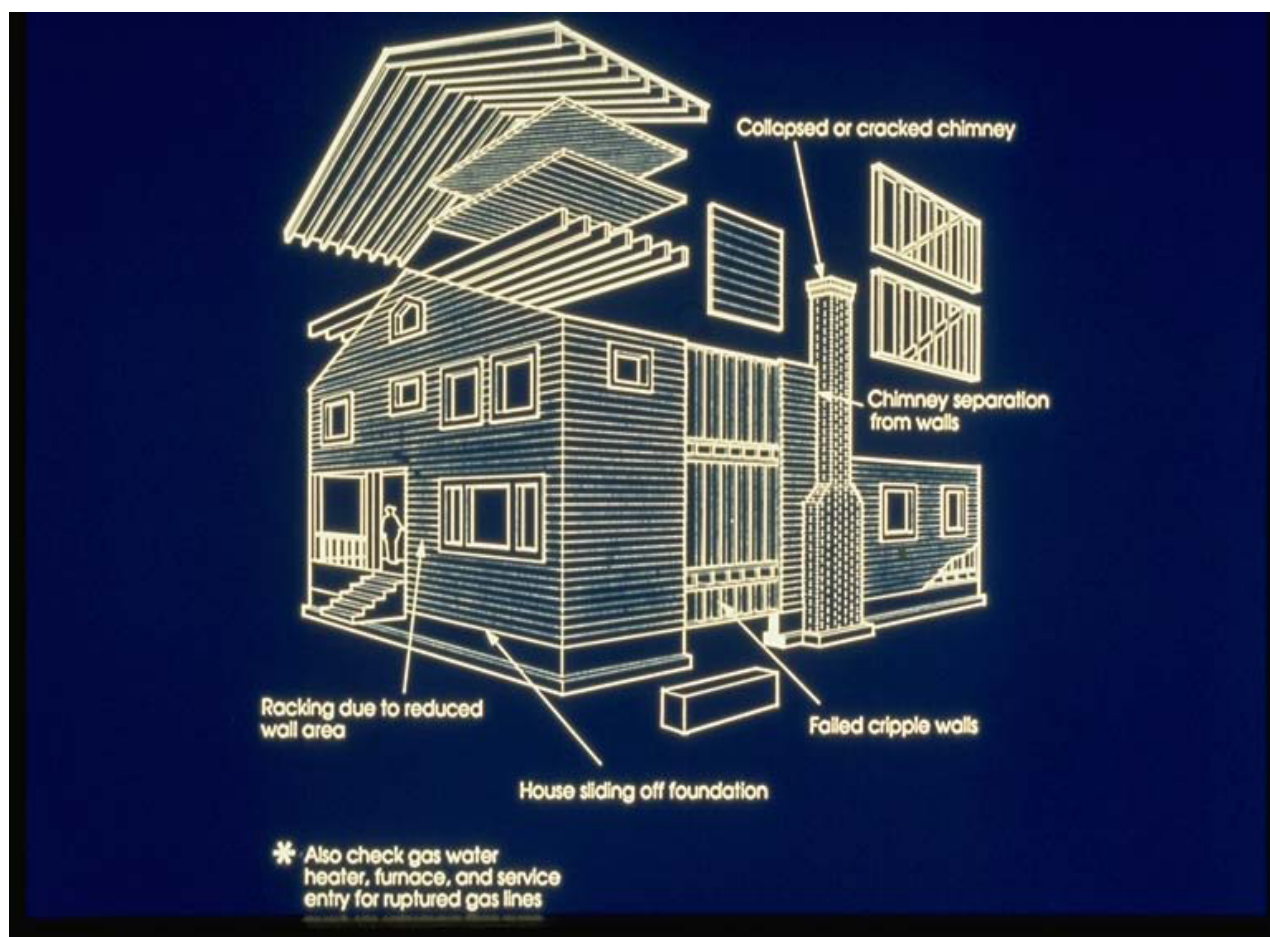 Collapsed or cracked chimney
Chimney separation
from walls
Racking due to reduced
wall area
Failed cripple walls
House sliding off foundation
* Also check gas water
heater, furnace, and service
entry for ruptured gas lines